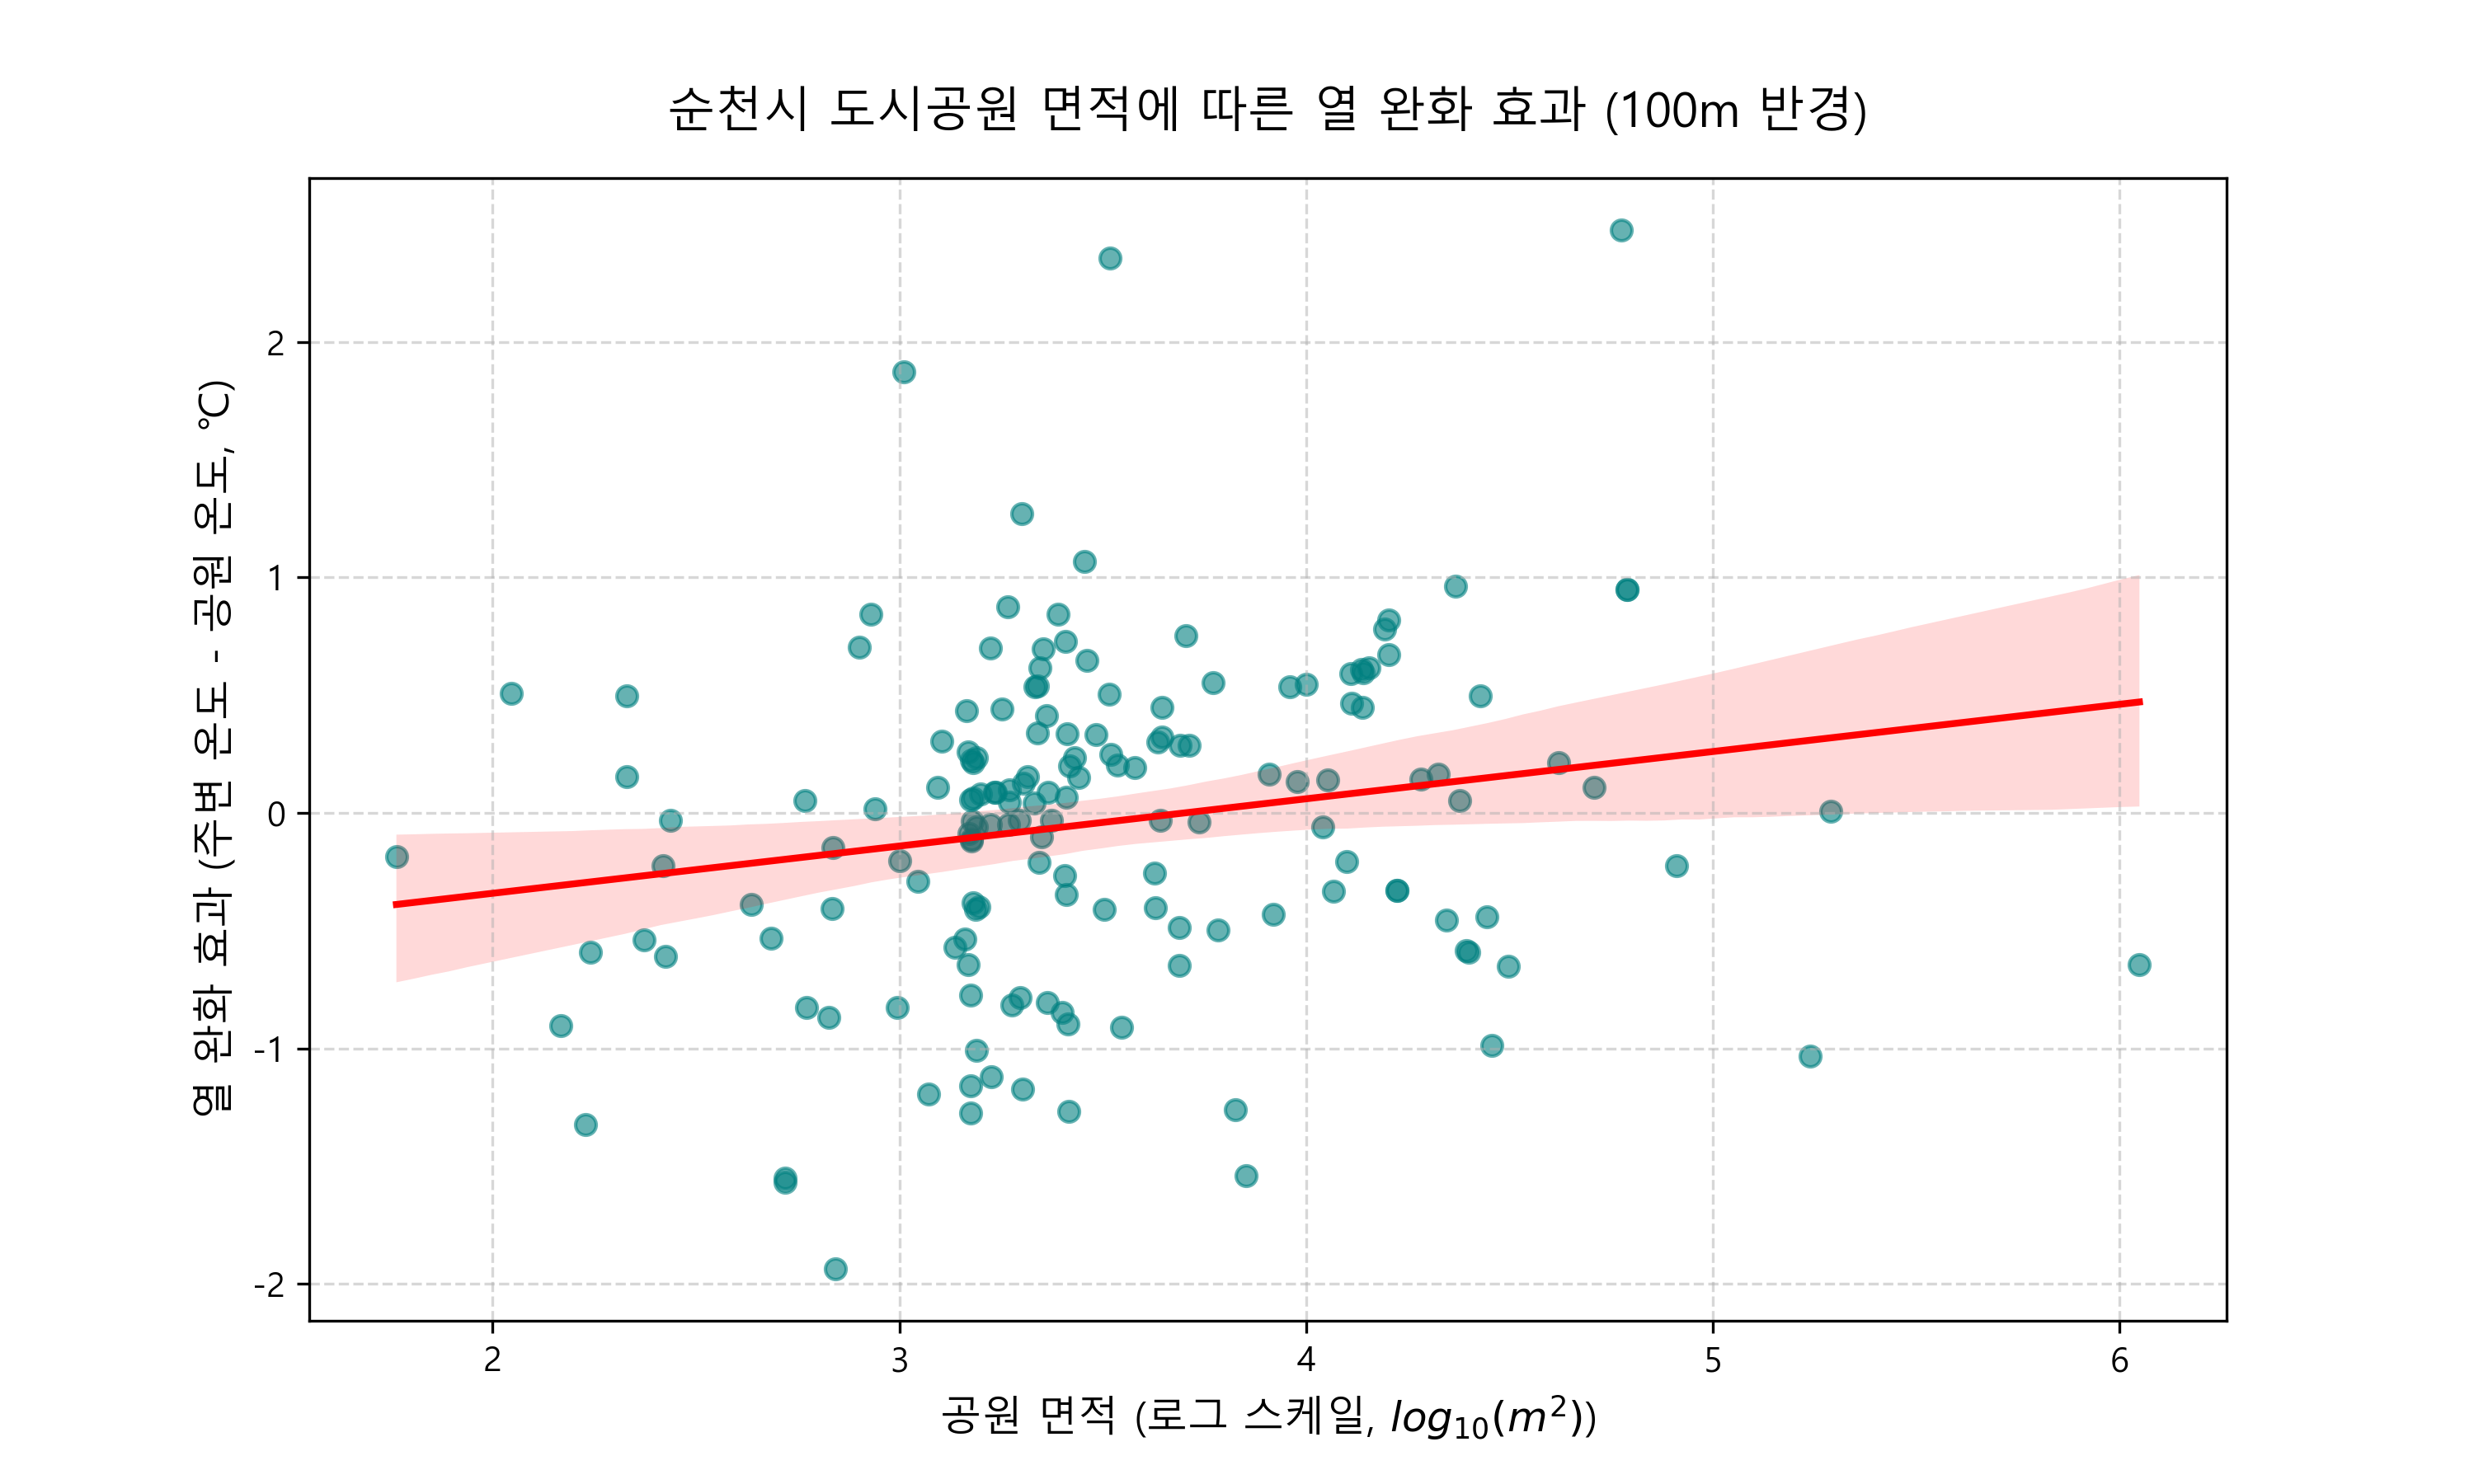 순천시 도시공원 면적에 따른 열 완화 효과 (100m 반경)
열 완화 효과 (주변 온도 - 공원 온도, ℃)
2
1
0
-1
-2
2 3 4 5 6
공원 면적 (로그 스케일, log₁₀(m²))